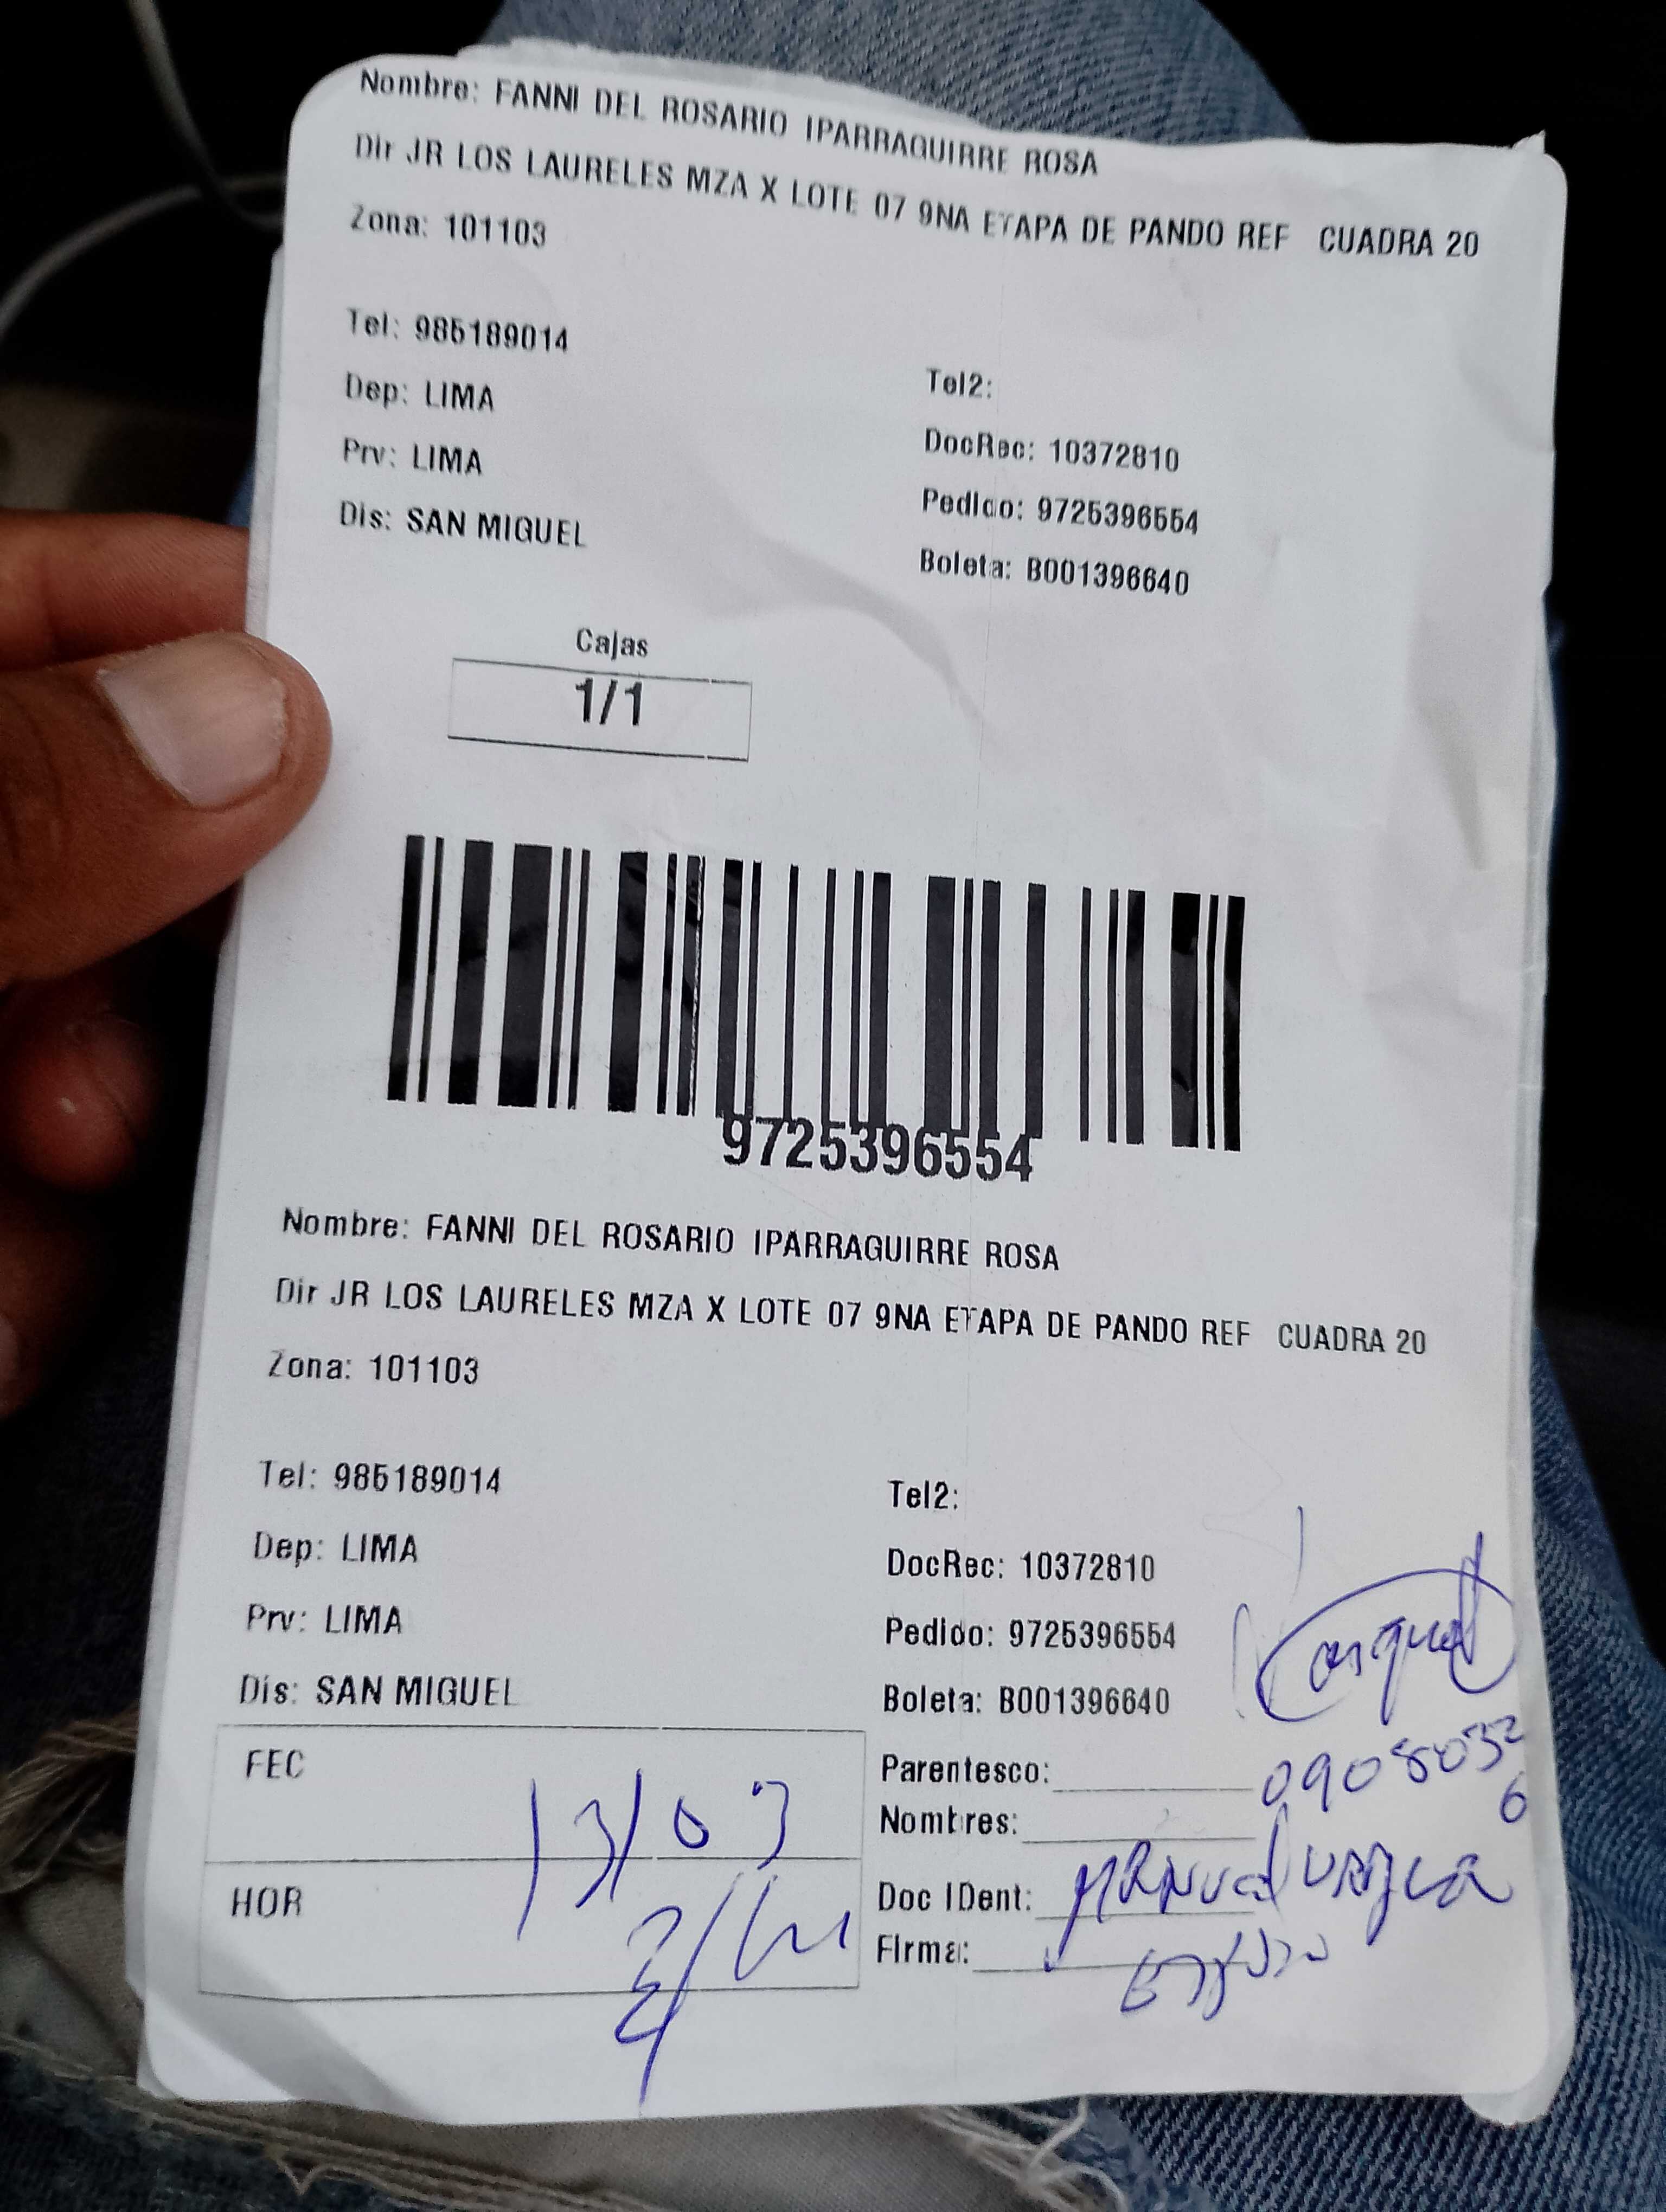 Nombre: FANNI DEL ROSARIO IPARRAGUIRRE ROSA
Dir JR LOS LAURELES MZA X LOTE 07 9NA ETAPA DE PANDO REF CUADRA 20
Zona: 101103
Tel: 985189014
Tel2:
Dep: LIMA
DocRec: 10372810
Prv: LIMA
Pedido: 9725396554
Dis: SAN MIGUEL
Boleta: B001396640
Cajas
1/1
9725396554
Nombre: FANNI DEL ROSARIO IPARRAGUIRRE ROSA
Dir JR LOS LAURELES MZA X LOTE 07 9NA ETAPA DE PANDO REF CUADRA 20
Zona: 101103
Tel: 985189014
Tel2:
Dep: LIMA
DocRec: 10372810
Prv: LIMA
Pedido: 9725396554
Dis: SAN MIGUEL
Boleta: B001396640
FEC 13/03
Parentesco: 0908032
6
Nombres:
HOR
Doc IDent: Manuel
Firma: